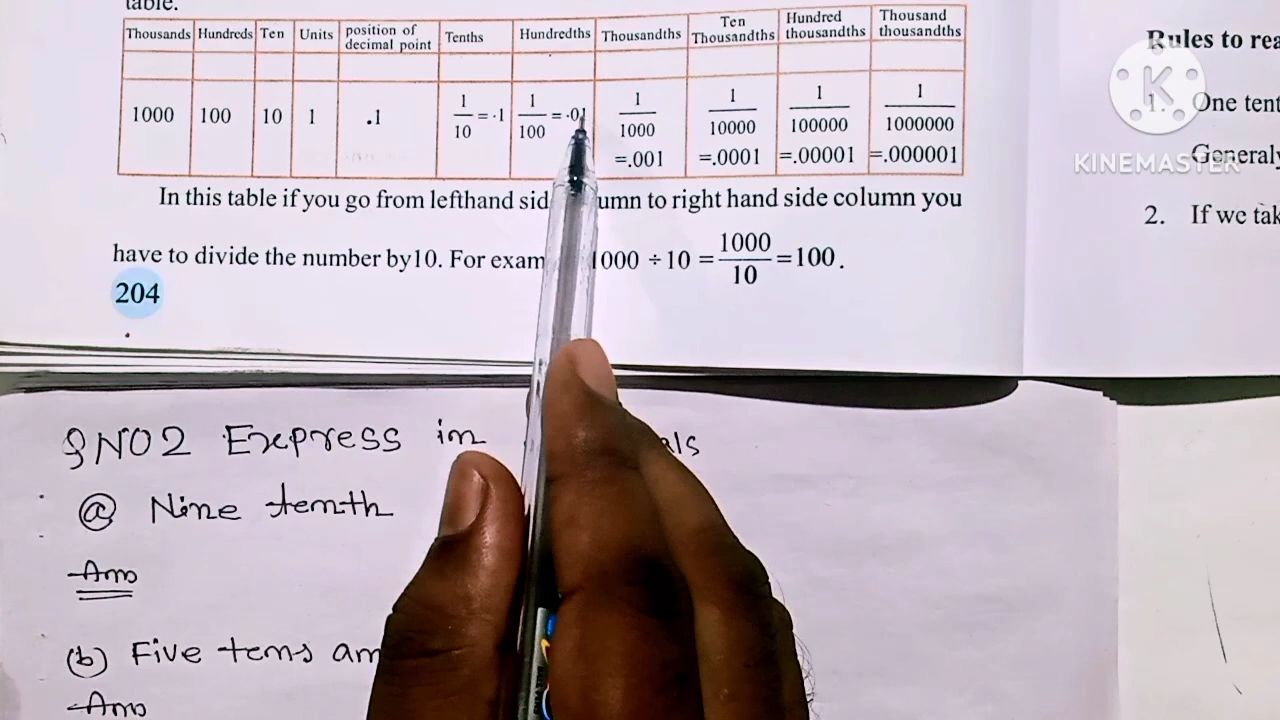 table.
Thousands Hundreds Ten Units position of decimal point Tenths Hundredths Thousandths Ten Thousandths Hundred thousandths Thousand thousandths
1000 100 10 1 .1 1/10 = ·1 1/100 = ·01 1/1000 =.001 1/10000 =.0001 1/100000 =.00001 1/1000000 =.000001
In this table if you go from lefthand sid umn to right hand side column you
have to divide the number by10. For exam 1000 ÷ 10 = 1000/10 = 100 .
204
Rules to rea
1. One tent
Generaly
2. If we tak
KINEMASTER
QNO2 Express in als
(a) Nine tenth
Ans
(b) Five tens an
Ans